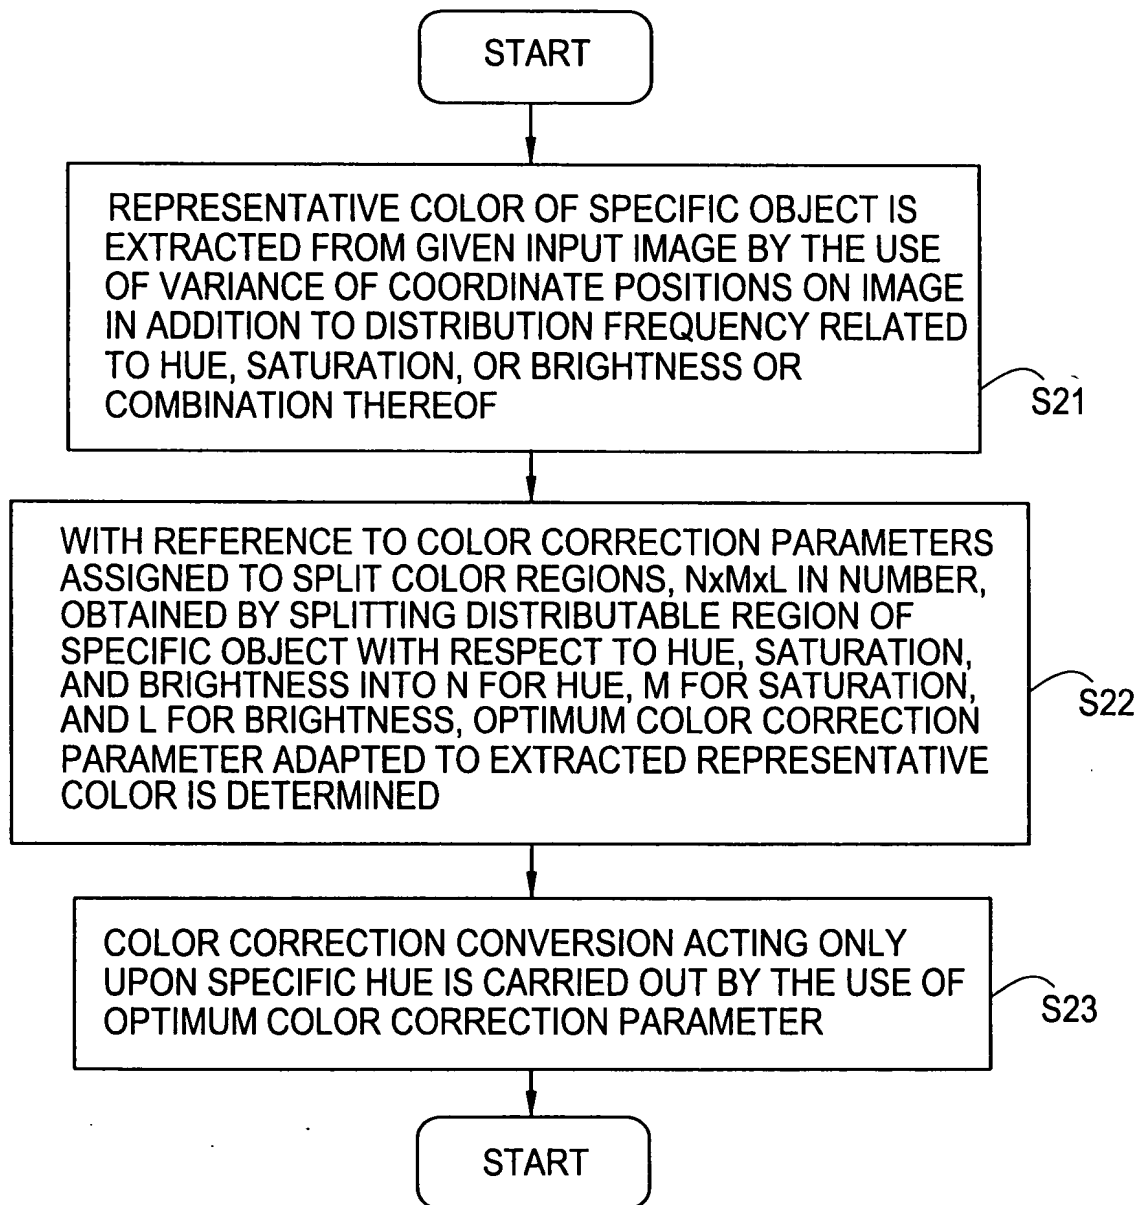 START
REPRESENTATIVE COLOR OF SPECIFIC OBJECT IS
EXTRACTED FROM GIVEN INPUT IMAGE BY THE USE
OF VARIANCE OF COORDINATE POSITIONS ON IMAGE
IN ADDITION TO DISTRIBUTION FREQUENCY RELATED
TO HUE, SATURATION, OR BRIGHTNESS OR
COMBINATION THEREOF
S21
WITH REFERENCE TO COLOR CORRECTION PARAMETERS
ASSIGNED TO SPLIT COLOR REGIONS, NxMxL IN NUMBER,
OBTAINED BY SPLITTING DISTRIBUTABLE REGION OF
SPECIFIC OBJECT WITH RESPECT TO HUE, SATURATION,
AND BRIGHTNESS INTO N FOR HUE, M FOR SATURATION,
AND L FOR BRIGHTNESS, OPTIMUM COLOR CORRECTION
PARAMETER ADAPTED TO EXTRACTED REPRESENTATIVE
COLOR IS DETERMINED
S22
COLOR CORRECTION CONVERSION ACTING ONLY
UPON SPECIFIC HUE IS CARRIED OUT BY THE USE OF
OPTIMUM COLOR CORRECTION PARAMETER
S23
START